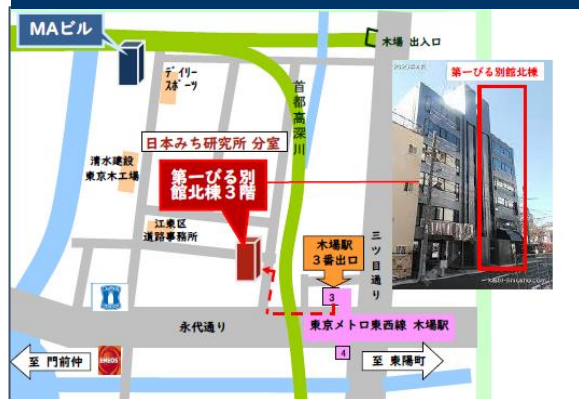 MAビル
木場 出入口
デイリー
スポーツ
首都高深川
第一びる別館北棟
日本みち研究所 分室
清水建設
東京木工場
第一びる別
館北棟3階
江東区
道路事務所
木場駅
3番出口
三ツ目通り
3
永代通り
東京メトロ東西線 木場駅
至 門前仲
ENEOS
4
至 東陽町